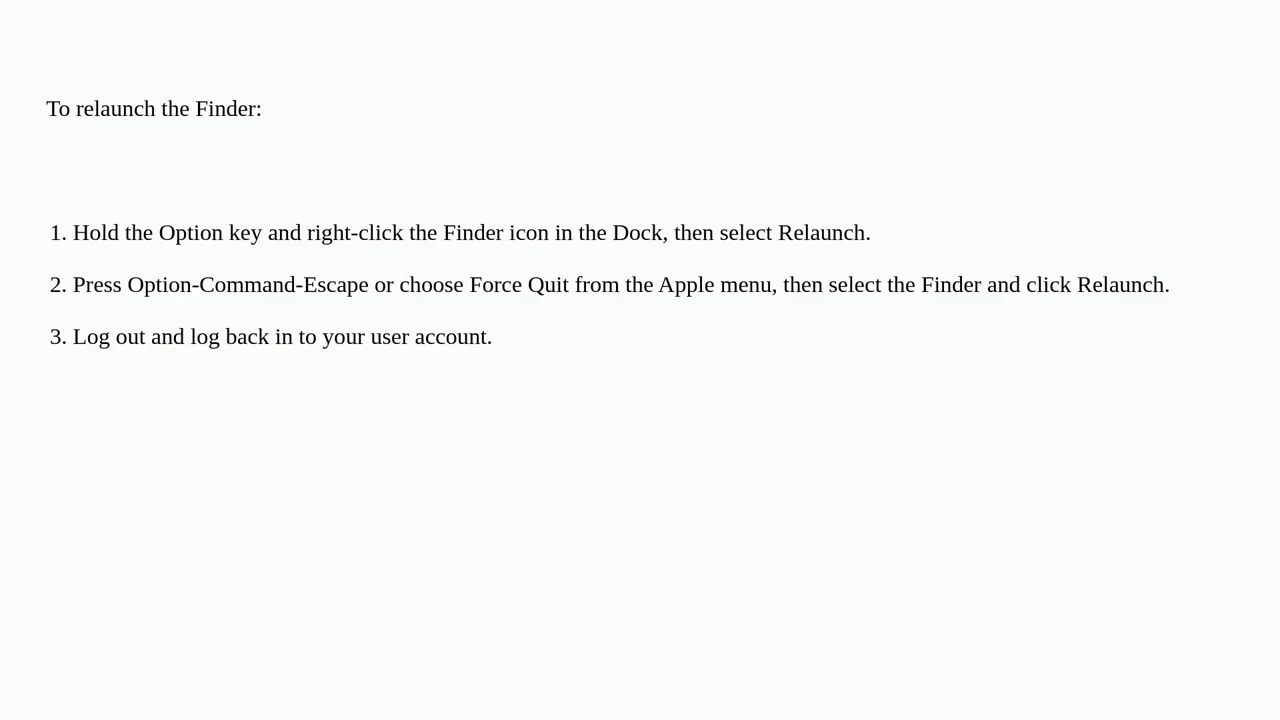 To relaunch the Finder:
1. Hold the Option key and right-click the Finder icon in the Dock, then select Relaunch.
2. Press Option-Command-Escape or choose Force Quit from the Apple menu, then select the Finder and click Relaunch.
3. Log out and log back in to your user account.